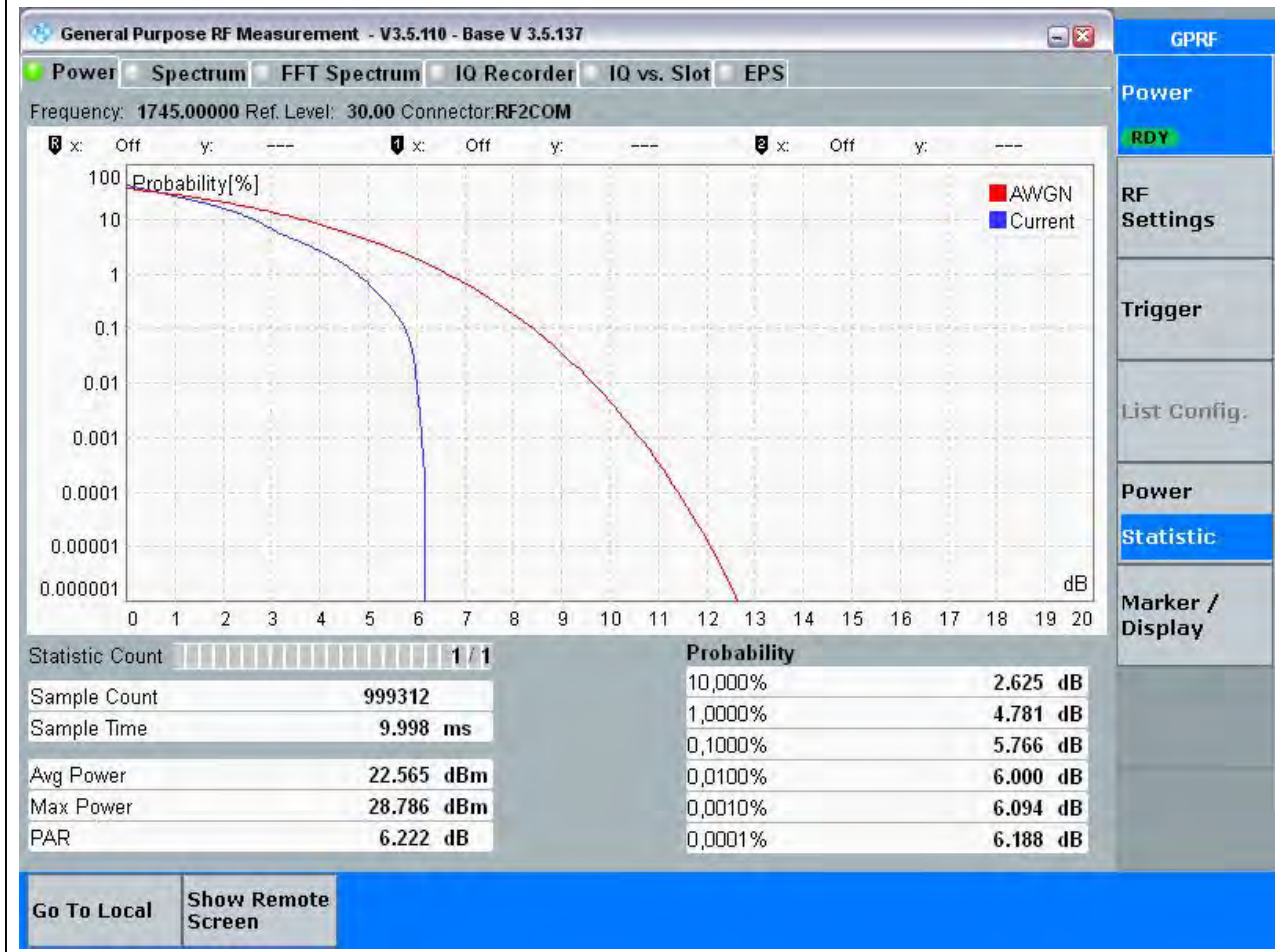 General Purpose RF Measurement - V3.5.110 - Base V 3.5.137
GPRF
Power Spectrum FFT Spectrum IQ Recorder IQ vs. Slot EPS
Frequency: 1745.00000 Ref. Level: 30.00 Connector:RF2COM
R x: Off y: --- 1 x: Off y: --- 2 x: Off y: ---
Probability[%]
AWGN
Current
100
10
1
0.1
0.01
0.001
0.0001
0.00001
0.000001
dB
0 1 2 3 4 5 6 7 8 9 10 11 12 13 14 15 16 17 18 19 20
Statistic Count 1 / 1
Sample Count 999312
Sample Time 9.998 ms
Avg Power 22.565 dBm
Max Power 28.786 dBm
PAR 6.222 dB
Probability
10,000% 2.625 dB
1,0000% 4.781 dB
0,1000% 5.766 dB
0,0100% 6.000 dB
0,0010% 6.094 dB
0,0001% 6.188 dB
Power
RDY
RF
Settings
Trigger
List Config.
Power
Statistic
Marker /
Display
Go To Local
Show Remote
Screen